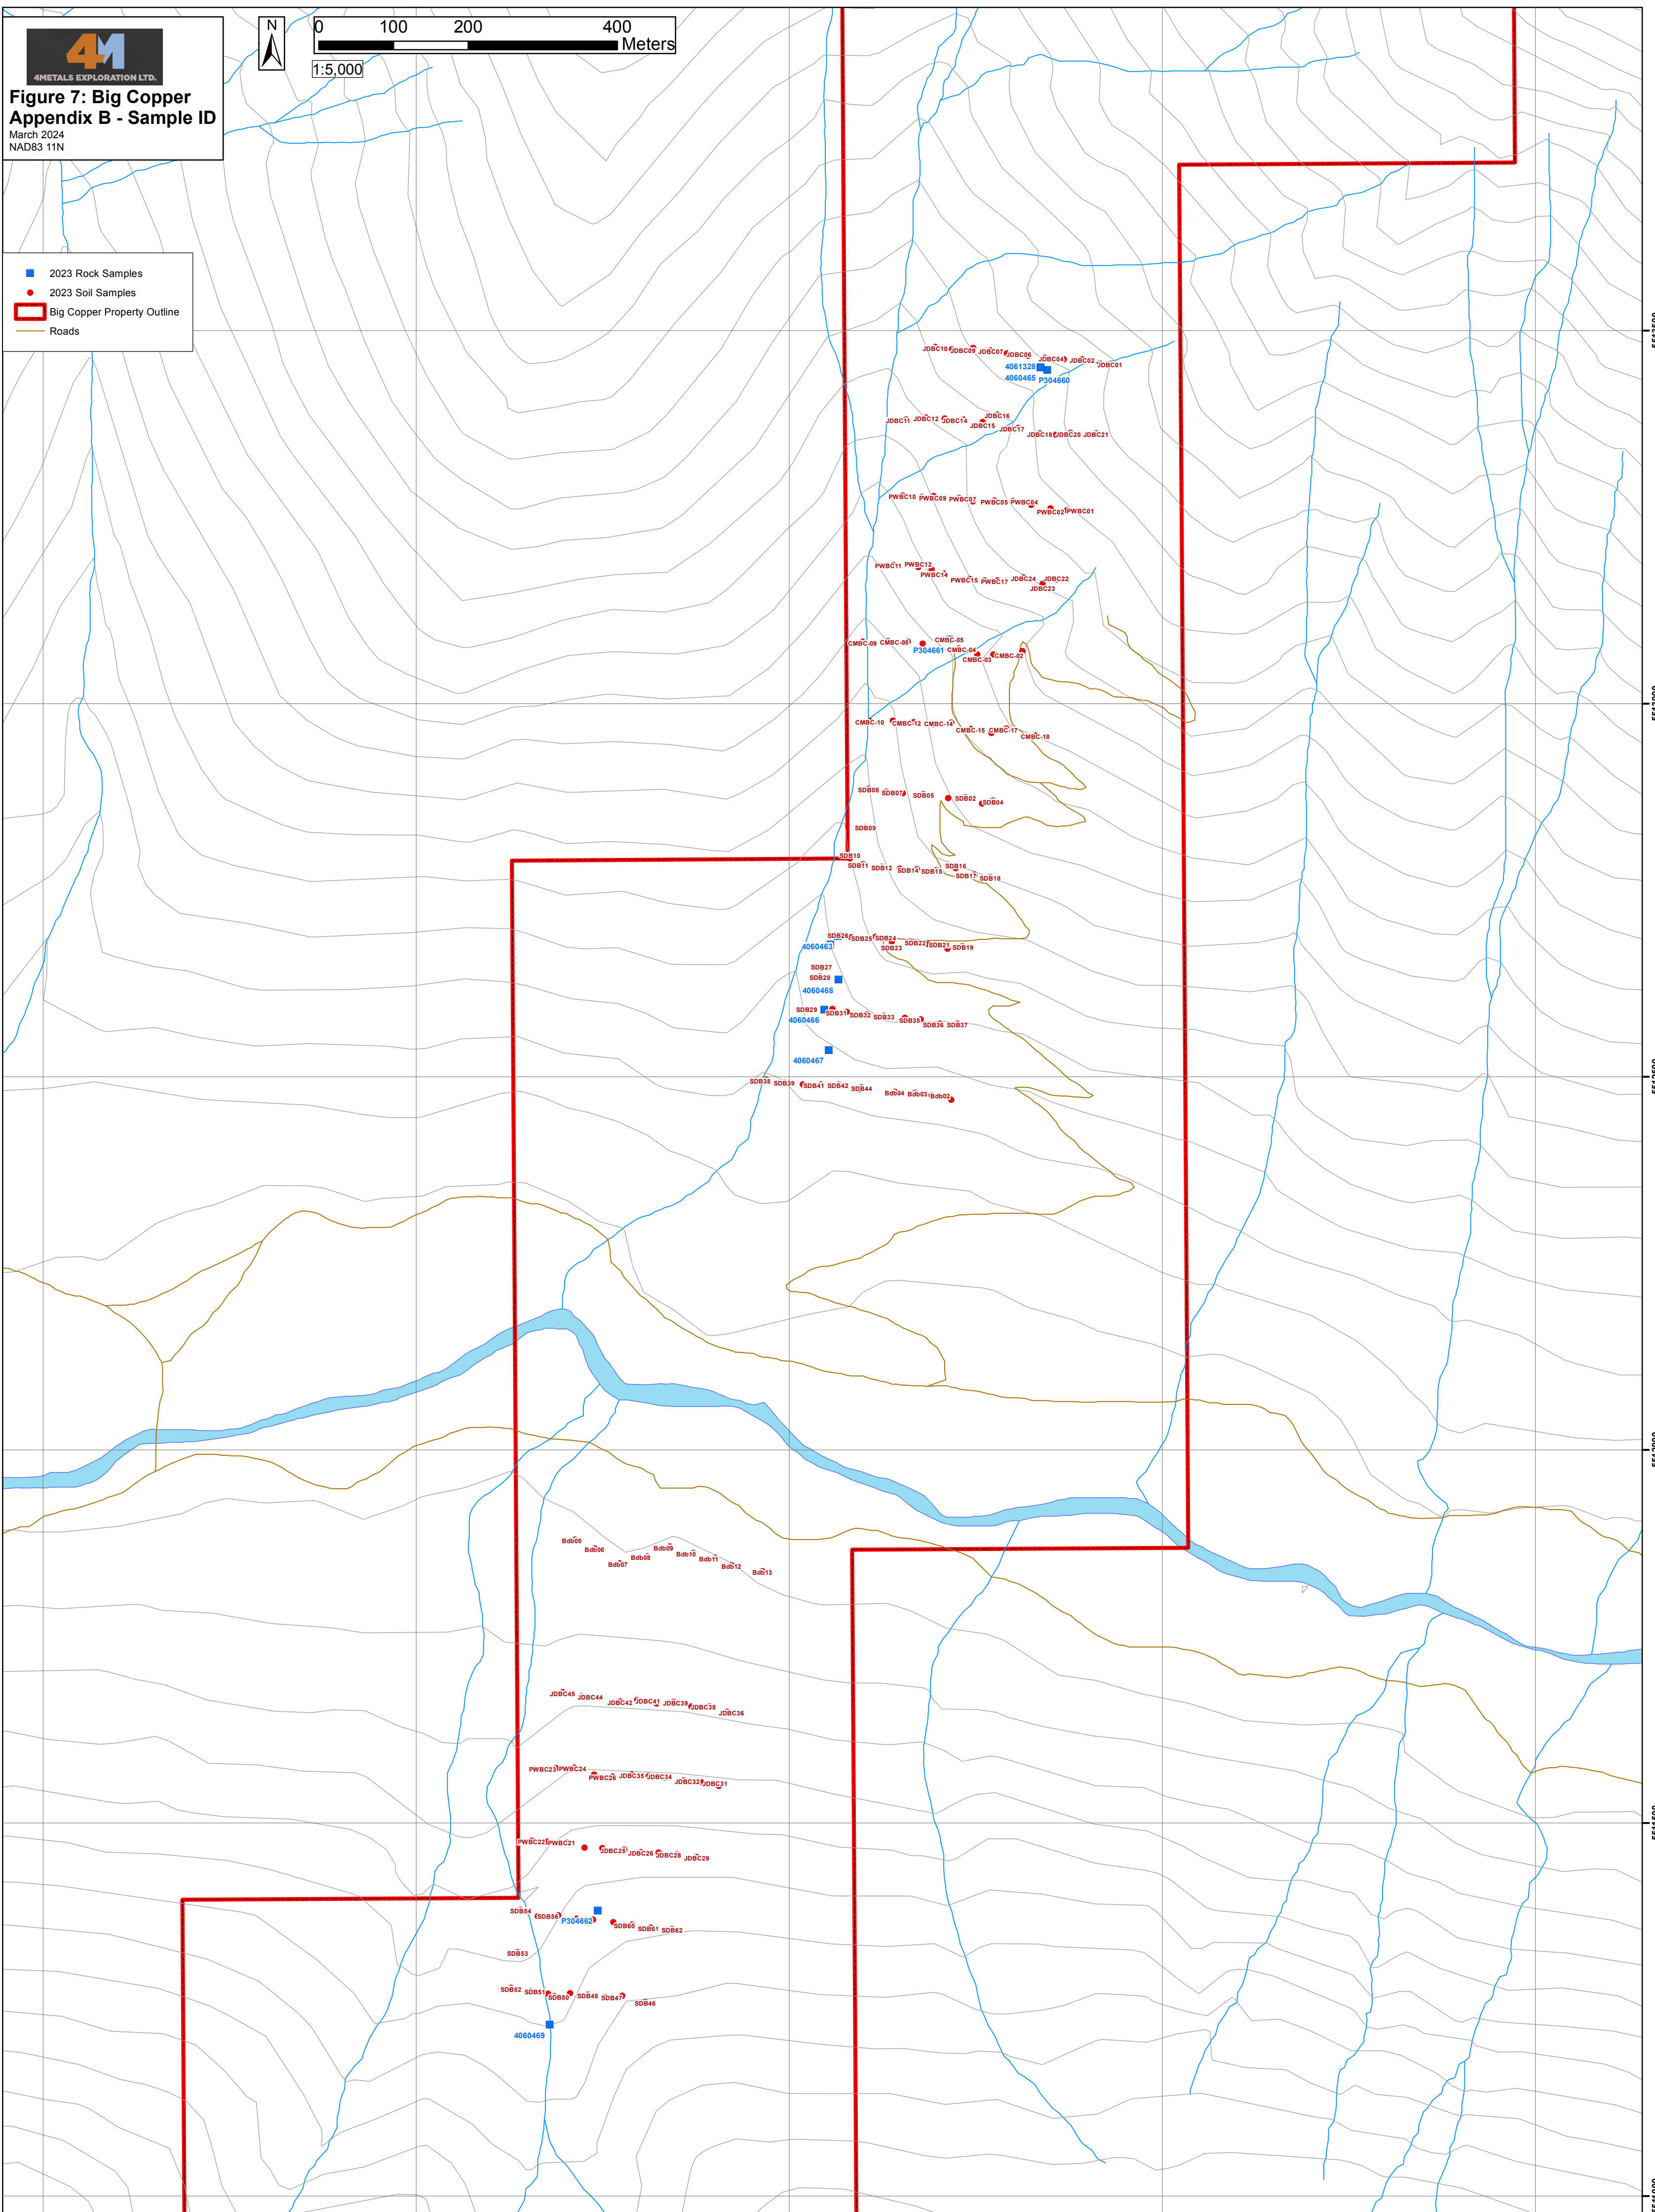 4M
4METALS EXPLORATION LTD.
Figure 7: Big Copper
Appendix B - Sample ID
March 2024
NAD83 11N
N
0 100 200 400
Meters
1:5,000
2023 Rock Samples
2023 Soil Samples
Big Copper Property Outline
Roads
JDBC10 JDBC09 JDBC07 JDBC06 JDBC04 JDBC02 JDBC01
4061328
4060465 P304660
JDBC11 JDBC12 JDBC14 JDBC15 JDBC16 JDBC17 JDBC18 JDBC20 JDBC21
PWBC10 PWBC09 PWBC07 PWBC05 PWBC04 PWBC02 PWBC01
PWBC11 PWBC12 PWBC14 PWBC15 PWBC17 JDBC24 JDBC22
JDBC23
CMBC-09 CMBC-08 CMBC-05 CMBC-04 CMBC-03 CMBC-02
P304661
CMBC-10 CMBC-12 CMBC-14 CMBC-15 CMBC-17 CMBC-18
SDB08 SDB07 SDB05 SDB02 SDB04
SDB09
SDB10
SDB11 SDB12 SDB14 SDB15 SDB16 SDB17 SDB18
SDB26 SDB25 SDB24 SDB23 SDB22 SDB21 SDB19
4060463
SDB27
SDB28
4060468
SDB29 SDB31 SDB32 SDB33 SDB35 SDB36 SDB37
4060466
4060467
SDB38 SDB39 SDB41 SDB42 SDB44 Bdb04 Bdb03 Bdb02
Bdb05 Bdb06 Bdb07 Bdb08 Bdb09 Bdb10 Bdb11 Bdb12 Bdb13
JDBC45 JDBC44 JDBC42 JDBC41 JDBC39 JDBC38 JDBC36
PWBC23 PWBC24 PWBC26 JDBC35 JDBC34 JDBC32 JDBC31
PWBC22 PWBC21 JDBC25 JDBC26 JDBC28 JDBC29
SDB54 SDB56 P304662 SDB60 SDB61 SDB62
SDB53
SDB52 SDB51 SDB50 SDB48 SDB47 SDB46
4060469